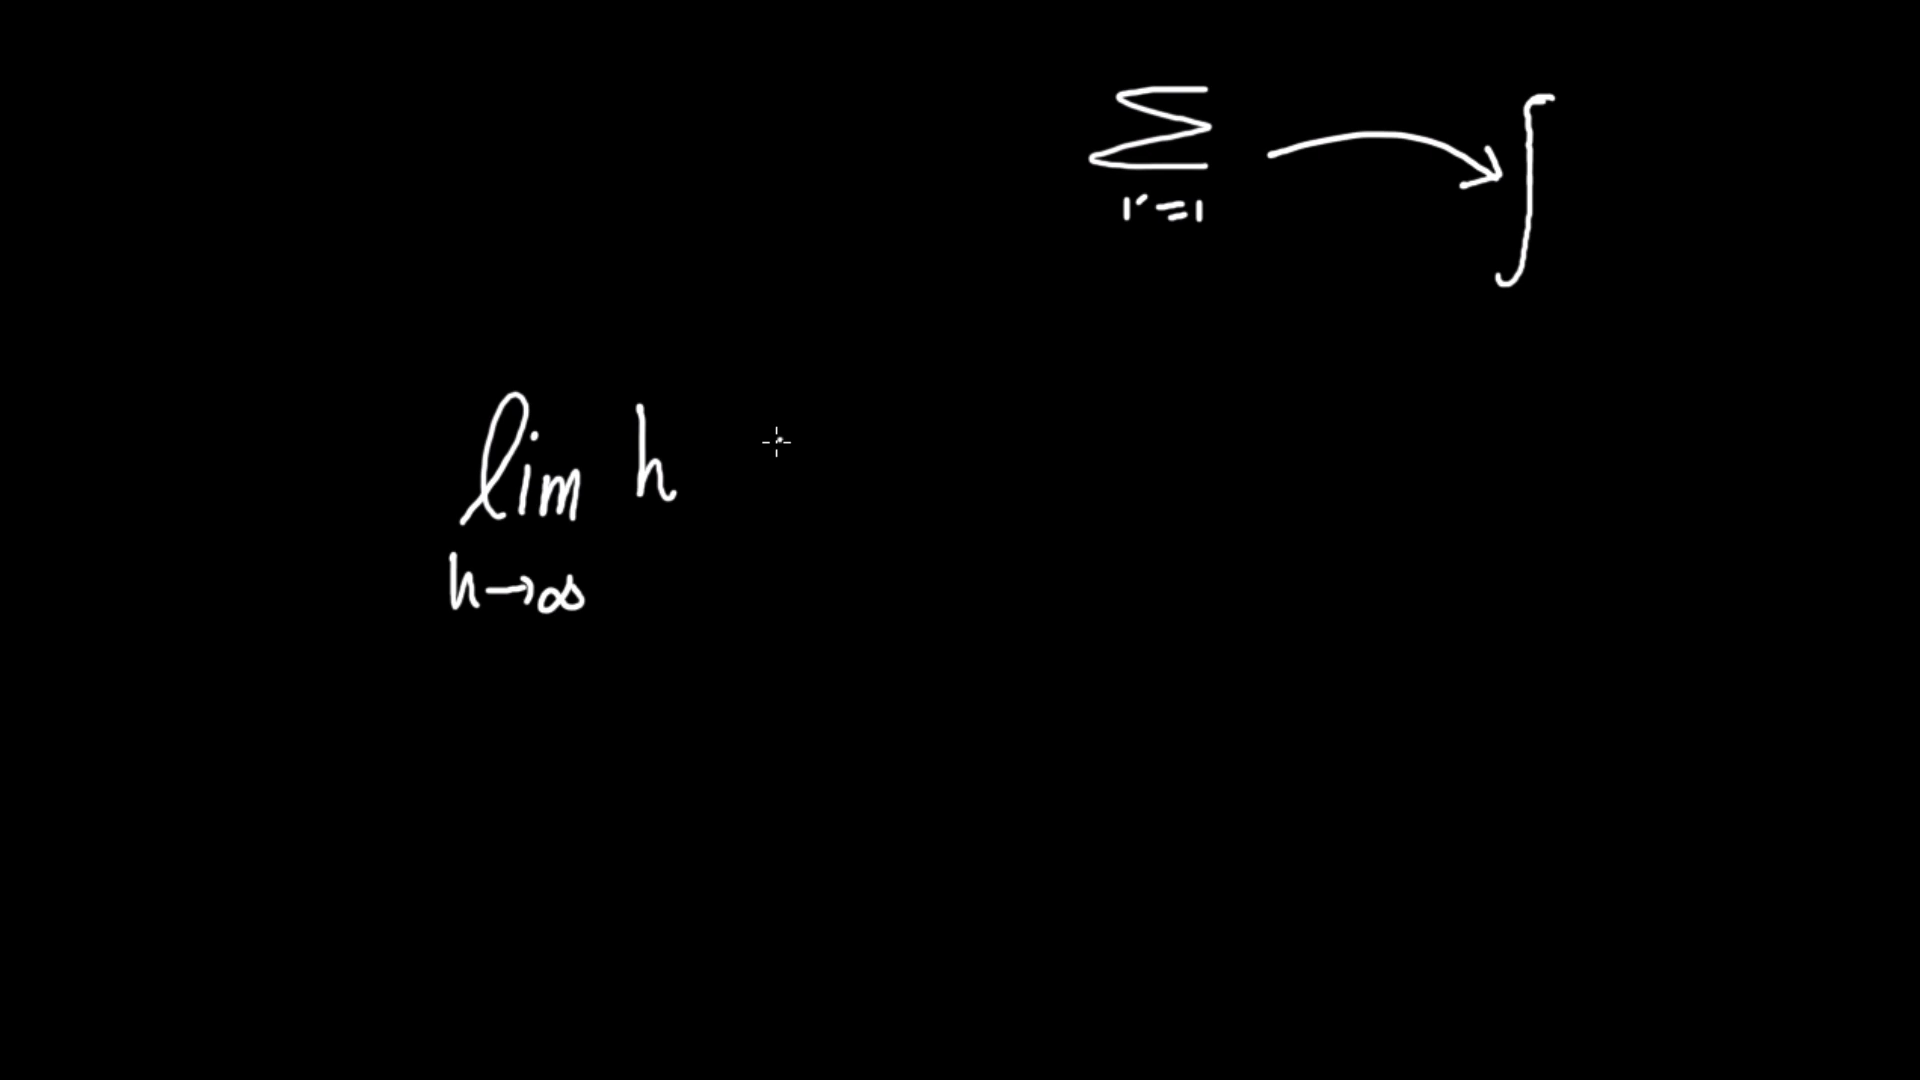 ∑ → ∫
r=1
lim h
h→∞